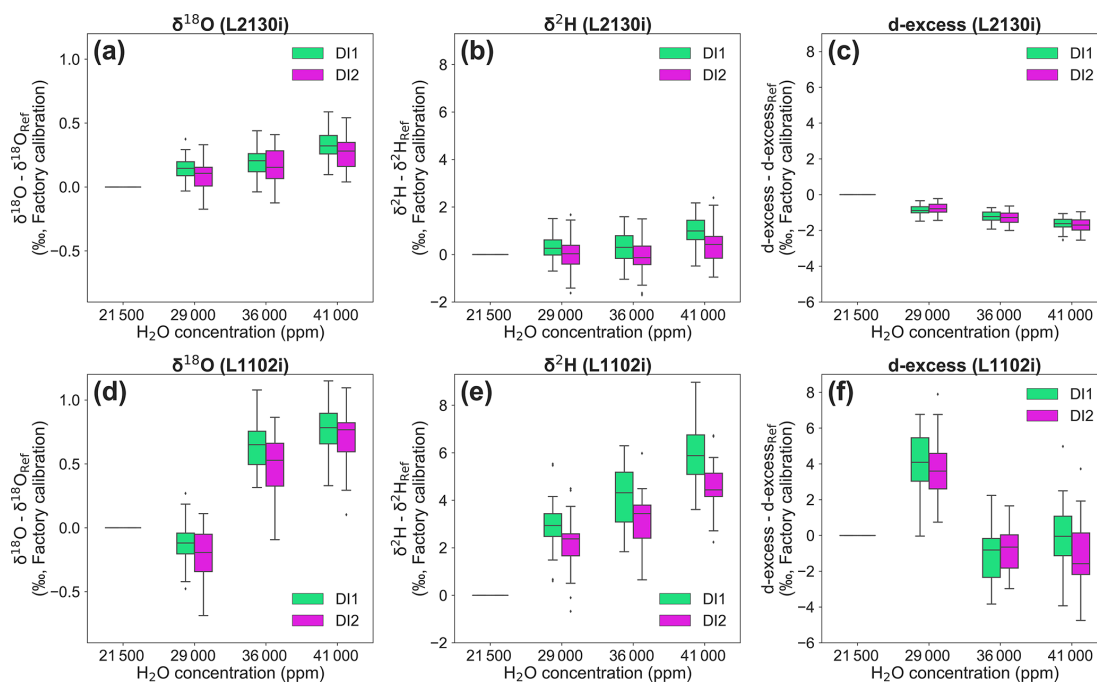 δ¹⁸O (L2130i)
(a)
DI1
DI2
1.0
0.5
0.0
−0.5
δ¹⁸O - δ¹⁸O_Ref
(‰, Factory calibration)
21 500
29 000
36 000
41 000
H₂O concentration (ppm)
δ²H (L2130i)
(b)
DI1
DI2
8
6
4
2
0
−2
δ²H - δ²H_Ref
(‰, Factory calibration)
21 500
29 000
36 000
41 000
H₂O concentration (ppm)
d-excess (L2130i)
(c)
DI1
DI2
8
6
4
2
0
−2
−4
−6
d-excess - d-excess_Ref
(‰, Factory calibration)
21 500
29 000
36 000
41 000
H₂O concentration (ppm)
δ¹⁸O (L1102i)
(d)
1.0
0.5
0.0
−0.5
δ¹⁸O - δ¹⁸O_Ref
(‰, Factory calibration)
DI1
DI2
21 500
29 000
36 000
41 000
H₂O concentration (ppm)
δ²H (L1102i)
(e)
8
6
4
2
0
−2
δ²H - δ²H_Ref
(‰, Factory calibration)
DI1
DI2
21 500
29 000
36 000
41 000
H₂O concentration (ppm)
d-excess (L1102i)
(f)
DI1
DI2
8
6
4
2
0
−2
−4
−6
d-excess - d-excess_Ref
(‰, Factory calibration)
21 500
29 000
36 000
41 000
H₂O concentration (ppm)